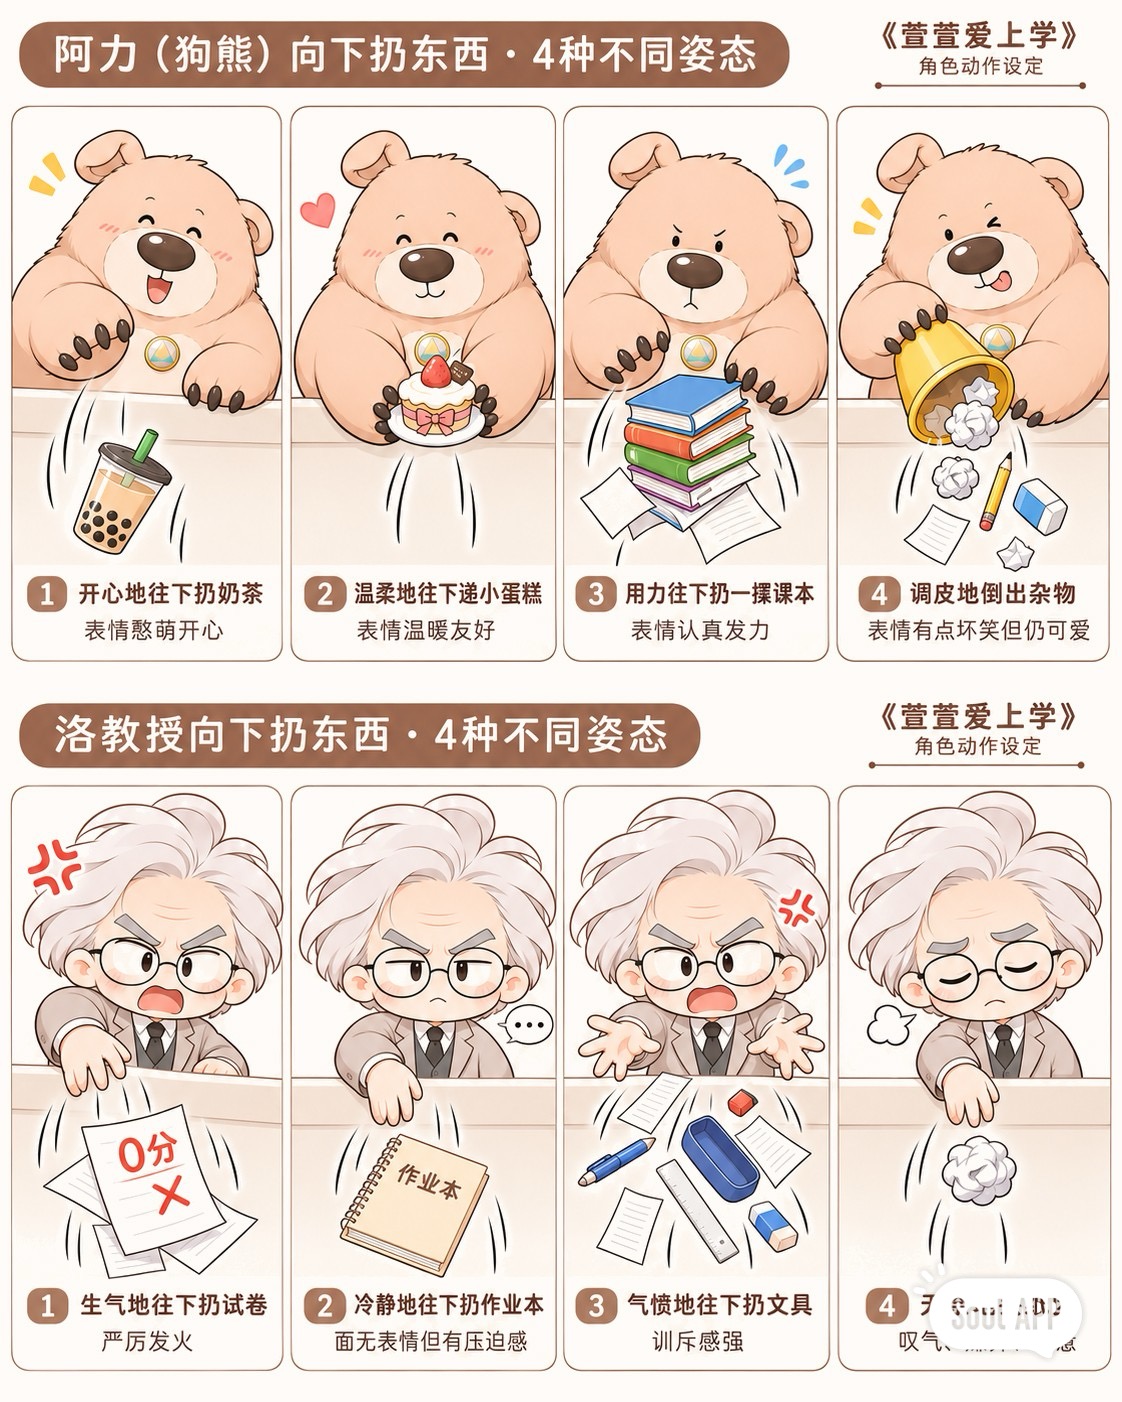 阿力（狗熊）向下扔东西·4种不同姿态
《萱萱爱上学》
角色动作设定
1 开心地往下扔奶茶
表情憨萌开心
2 温柔地往下递小蛋糕
表情温暖友好
3 用力往下扔一摞课本
表情认真发力
4 调皮地倒出杂物
表情有点坏笑但仍可爱
洛教授向下扔东西·4种不同姿态
《萱萱爱上学》
角色动作设定
0分
作业本
1 生气地往下扔试卷
严厉发火
2 冷静地往下扔作业本
面无表情但有压迫感
3 气愤地往下扔文具
训斥感强
4
叹气
Soul APP